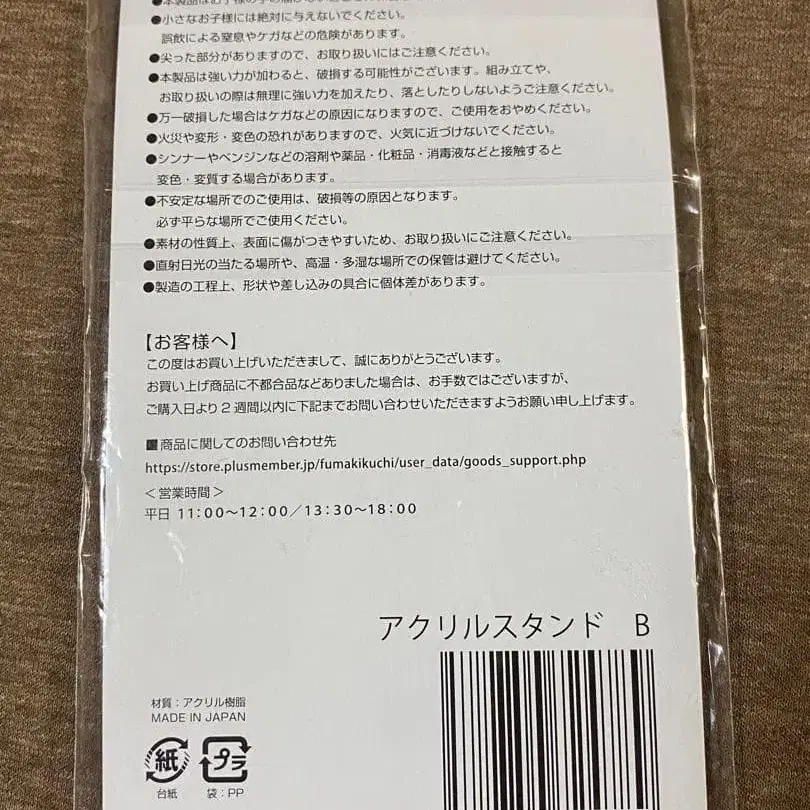 ●小さなお子様には絶対に与えないでください。
誤飲による窒息やケガなどの危険があります。
●尖った部分がありますので、お取り扱いにはご注意ください。
●本製品は強い力が加わると、破損する可能性がございます。組み立てや、
お取り扱いの際は無理に強い力を加えたり、落としたりしないようご注意ください。
●万一破損した場合はケガなどの原因になりますので、ご使用をおやめください。
●火災や変形・変色の恐れがありますので、火気に近づけないでください。
●シンナーやベンジンなどの溶剤や薬品・化粧品・消毒液などと接触すると
変色・変質する場合があります。
●不安定な場所でのご使用は、破損等の原因となります。
必ず平らな場所でご使用ください。
●素材の性質上、表面に傷がつきやすいため、お取り扱いにご注意ください。
●直射日光の当たる場所や、高温・多湿な場所での保管は避けてください。
●製造の工程上、形状や差し込みの具合に個体差があります。
【お客様へ】
この度はお買い上げいただきまして、誠にありがとうございます。
お買い上げ商品に不都合品などありました場合は、お手数ではございますが、
ご購入日より2週間以内に下記までお問い合わせいただきますようお願い申し上げます。
■商品に関してのお問い合わせ先
https://store.plusmember.jp/fumakikuchi/user_data/goods_support.php
＜営業時間＞
平日 11:00〜12:00／13:30〜18:00
アクリルスタンド B
材質：アクリル樹脂
MADE IN JAPAN
紙 プラ
台紙 袋：PP